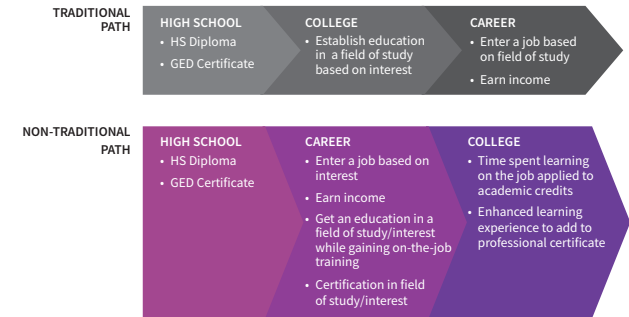 TRADITIONAL
PATH
HIGH SCHOOL
• HS Diploma
• GED Certificate
COLLEGE
• Establish education
in a field of study
based on interest
CAREER
• Enter a job based
on field of study
• Earn income
NON-TRADITIONAL
PATH
HIGH SCHOOL
• HS Diploma
• GED Certificate
CAREER
• Enter a job based on
interest
• Earn income
• Get an education in a
field of study/interest
while gaining on-the-job
training
• Certification in field
of study/interest
COLLEGE
• Time spent learning
on the job applied to
academic credits
• Enhanced learning
experience to add to
professional certificate